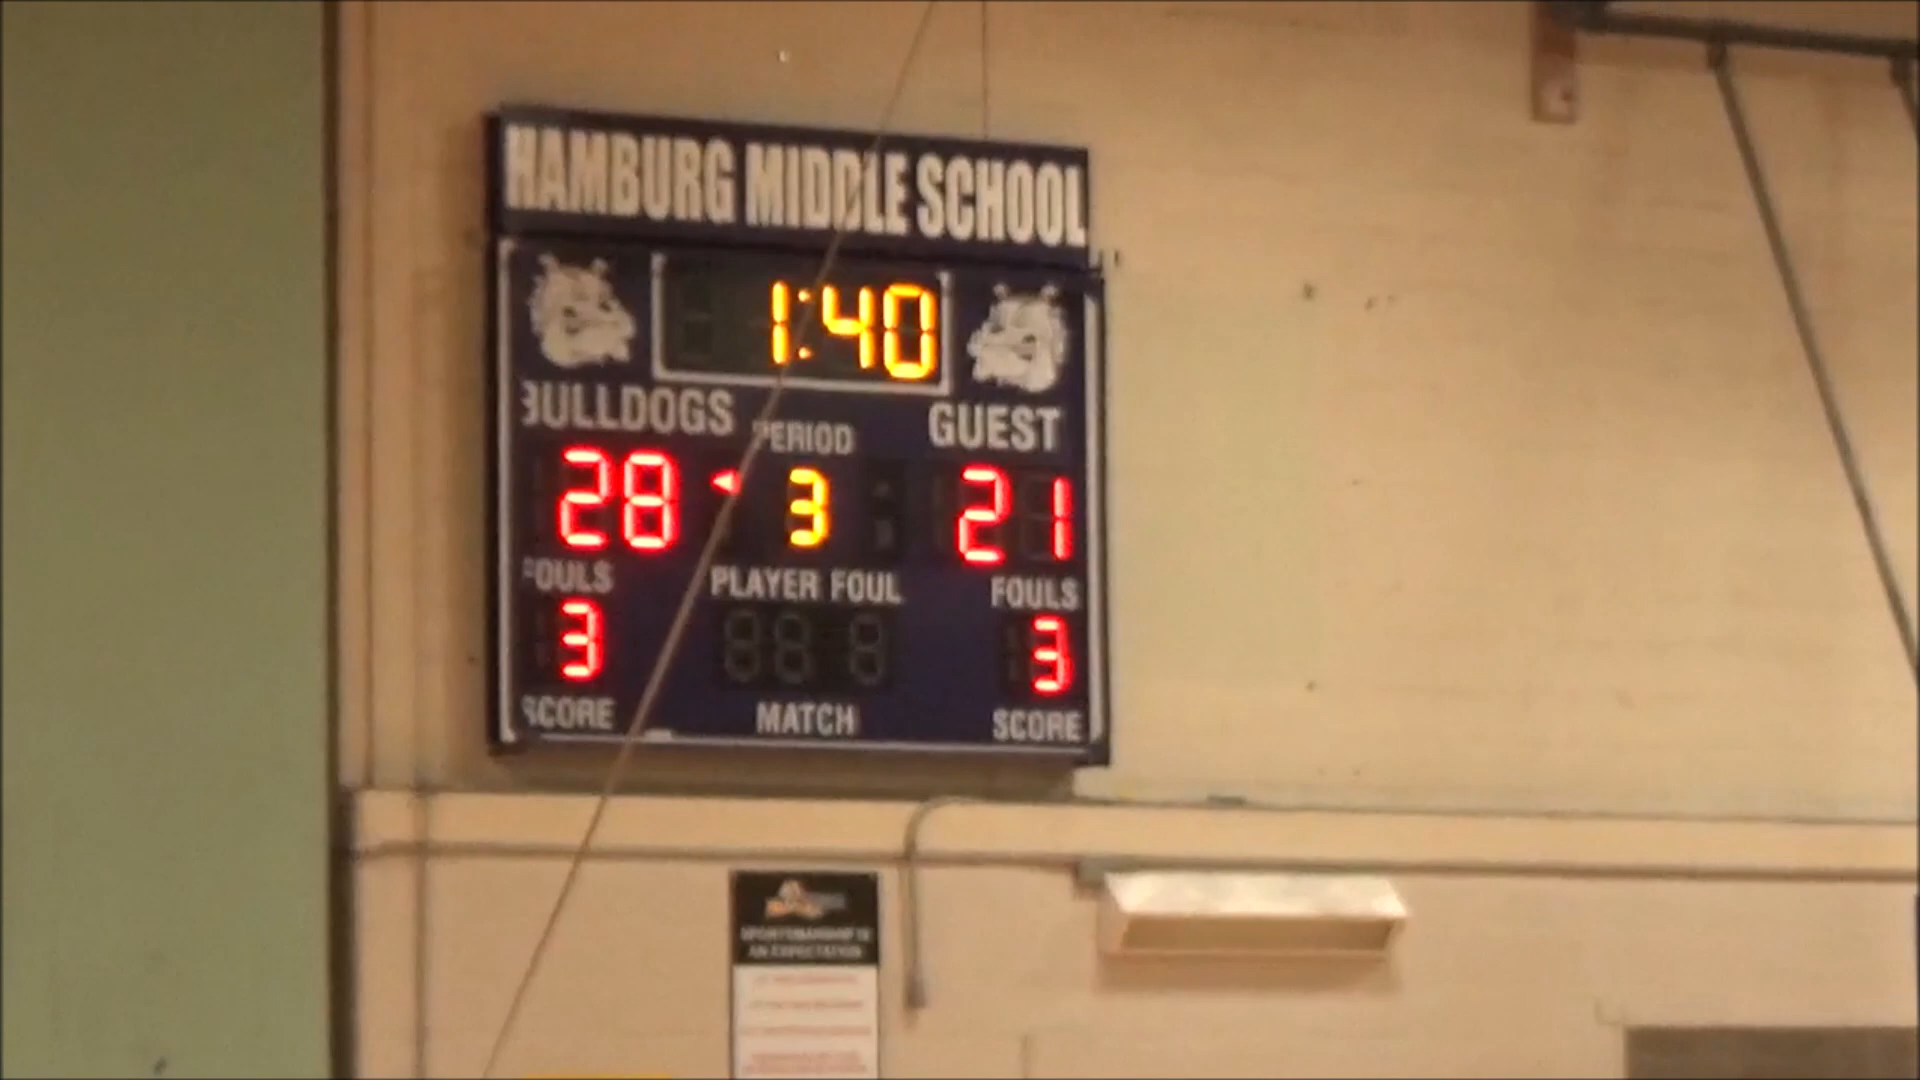 HAMBURG MIDDLE SCHOOL
1:40
BULLDOGS PERIOD GUEST
28 3 21
FOULS PLAYER FOUL FOULS
3 3
SCORE MATCH SCORE
SPORTSMANSHIP IS
AN EXPECTATION